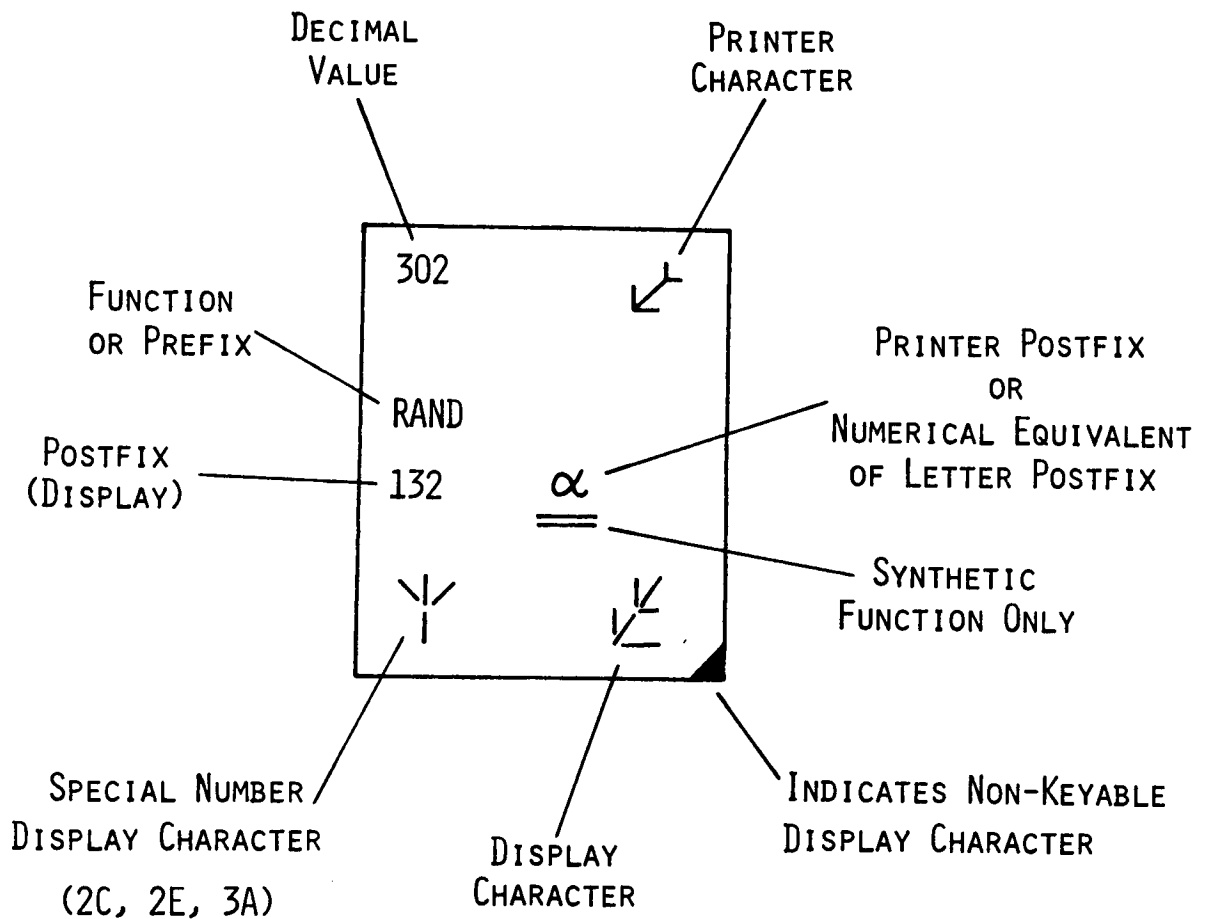 DECIMAL
VALUE
PRINTER
CHARACTER
302
FUNCTION
OR PREFIX
RAND
PRINTER POSTFIX
OR
NUMERICAL EQUIVALENT
OF LETTER POSTFIX
POSTFIX
(DISPLAY)
132
α
SYNTHETIC
FUNCTION ONLY
SPECIAL NUMBER
DISPLAY CHARACTER
(2C, 2E, 3A)
DISPLAY
CHARACTER
INDICATES NON-KEYABLE
DISPLAY CHARACTER